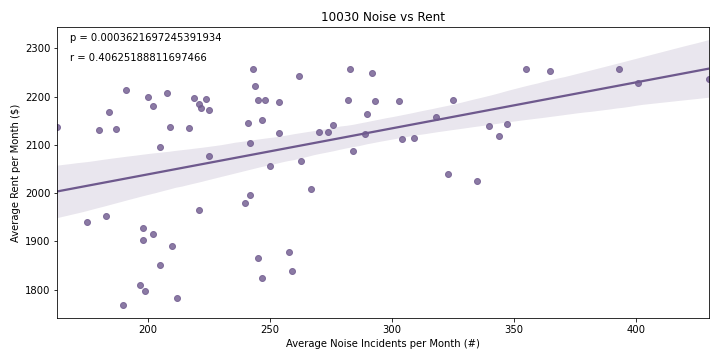 10030 Noise vs Rent
p = 0.0003621697245391934
r = 0.40625188811697466
2300
2200
2100
2000
1900
1800
Average Rent per Month ($)
200 250 300 350 400
Average Noise Incidents per Month (#)